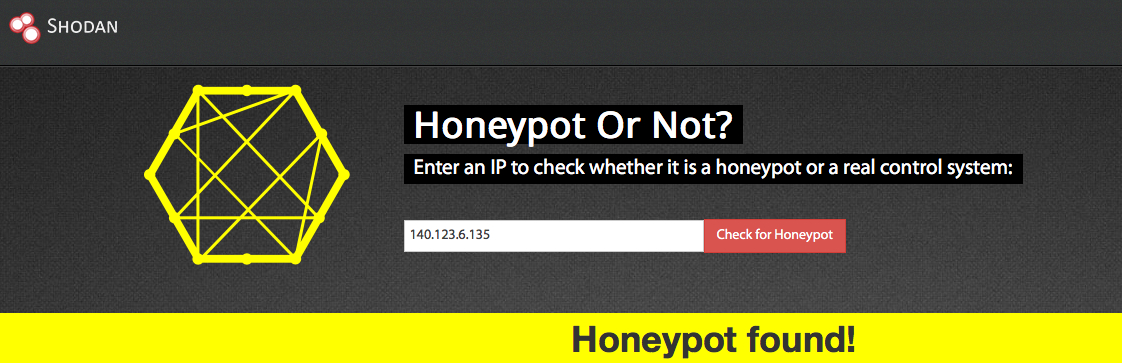 SHODAN
Honeypot Or Not?
Enter an IP to check whether it is a honeypot or a real control system:
140.123.6.135 Check for Honeypot
Honeypot found!